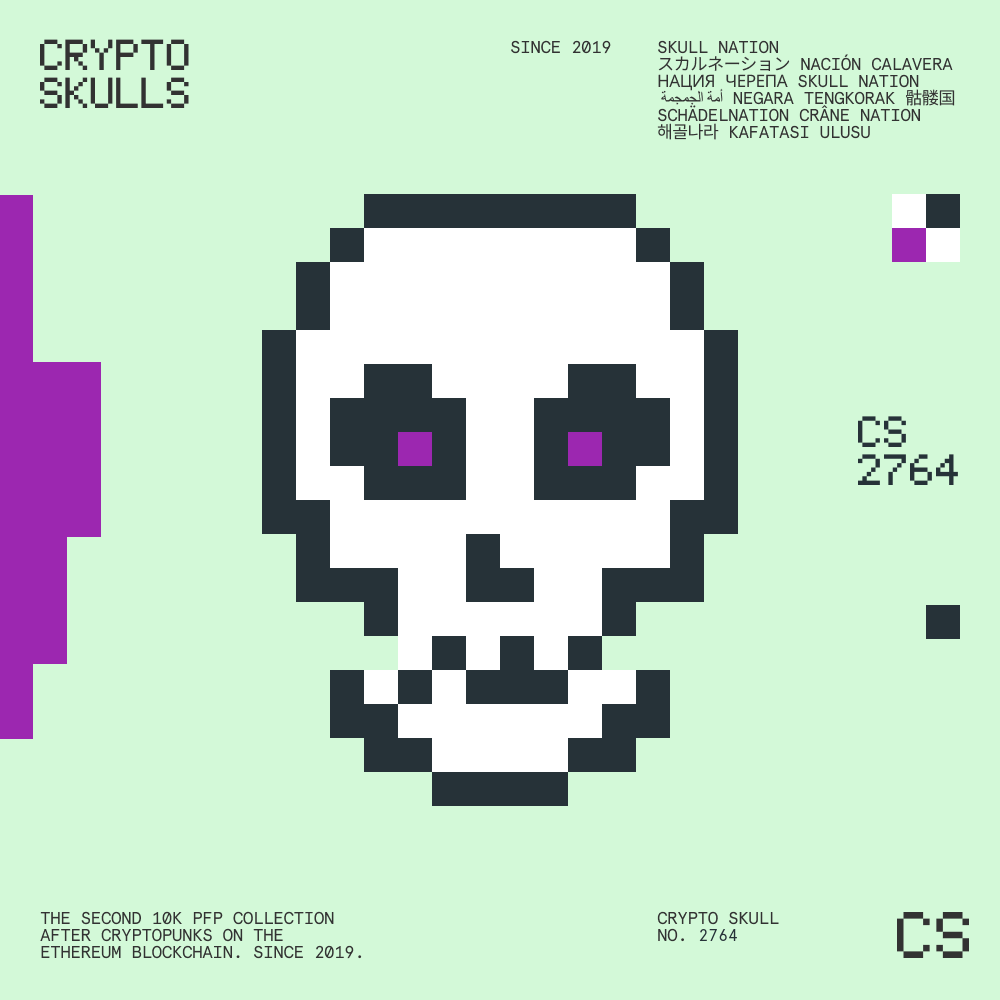 CRYPTO
SKULLS
SINCE 2019
SKULL NATION
スカルネーション NACIÓN CALAVERA
НАЦИЯ ЧЕРЕПА SKULL NATION
أمة الجمجمة NEGARA TENGKORAK 骷髅国
SCHÄDELNATION CRÂNE NATION
해골나라 KAFATASI ULUSU
CS
2764
THE SECOND 10K PFP COLLECTION
AFTER CRYPTOPUNKS ON THE
ETHEREUM BLOCKCHAIN. SINCE 2019.
CRYPTO SKULL
NO. 2764
CS